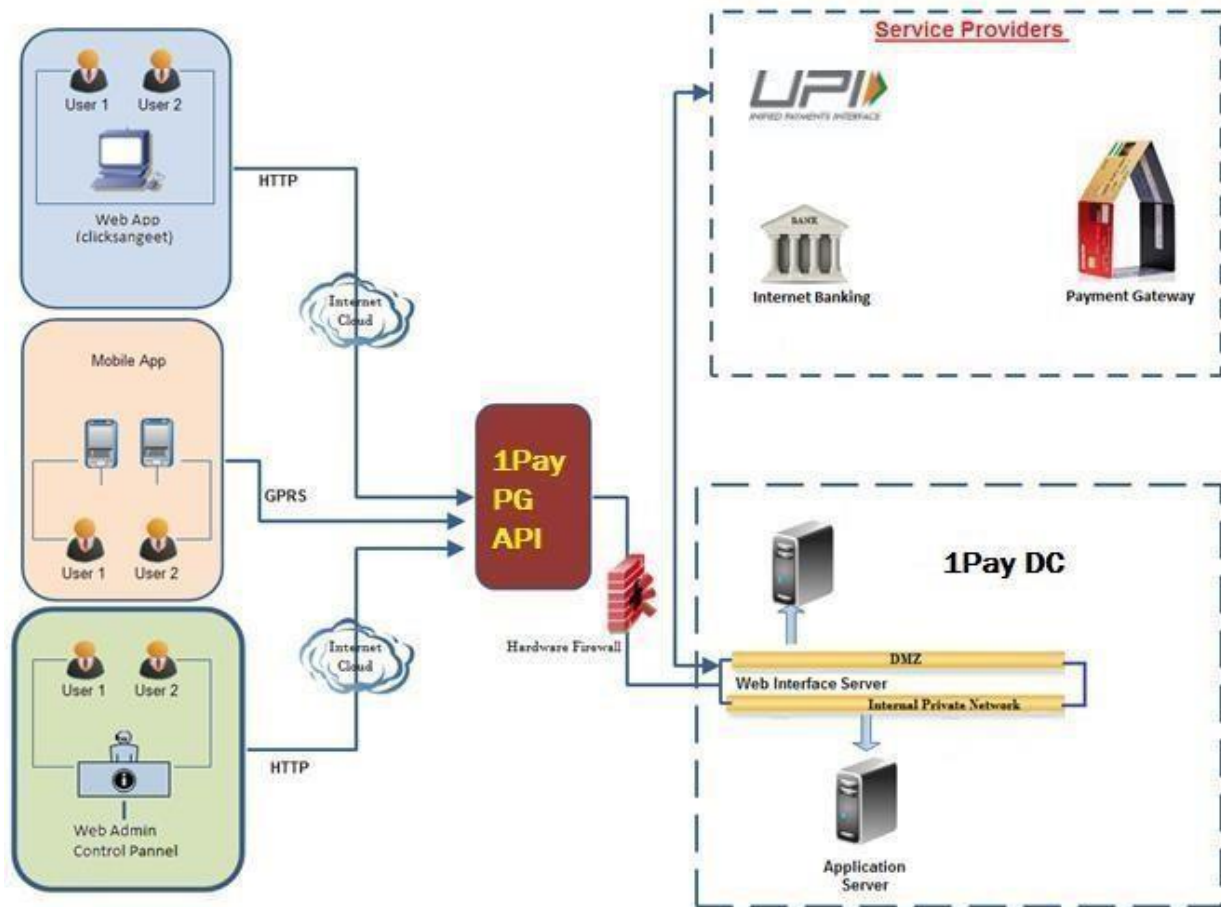 User 1
User 2
Web App
(clicksangeet)
HTTP
Internet
Cloud
Mobile App
GPRS
User 1
User 2
User 1
User 2
Web Admin
Control Pannel
HTTP
Internet
Cloud
1Pay
PG
API
Hardware Firewall
Service Providers
UPI
UNIFIED PAYMENTS INTERFACE
BANK
Internet Banking
Payment Gateway
1Pay DC
DMZ
Web Interface Server
Internal Private Network
Application
Server